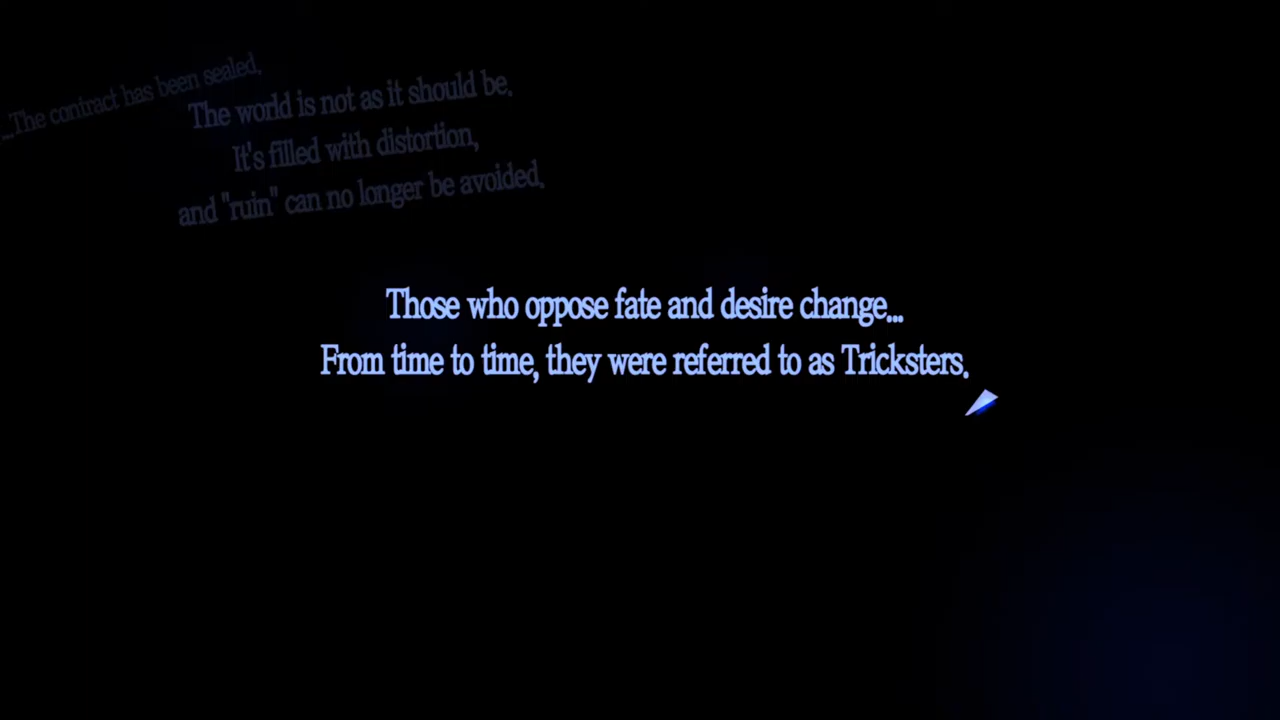 _The contract has been sealed,
The world is not as it should be.
It's filled with distortion,
and "ruin" can no longer be avoided.
Those who oppose fate and desire change...
From time to time, they were referred to as Tricksters.